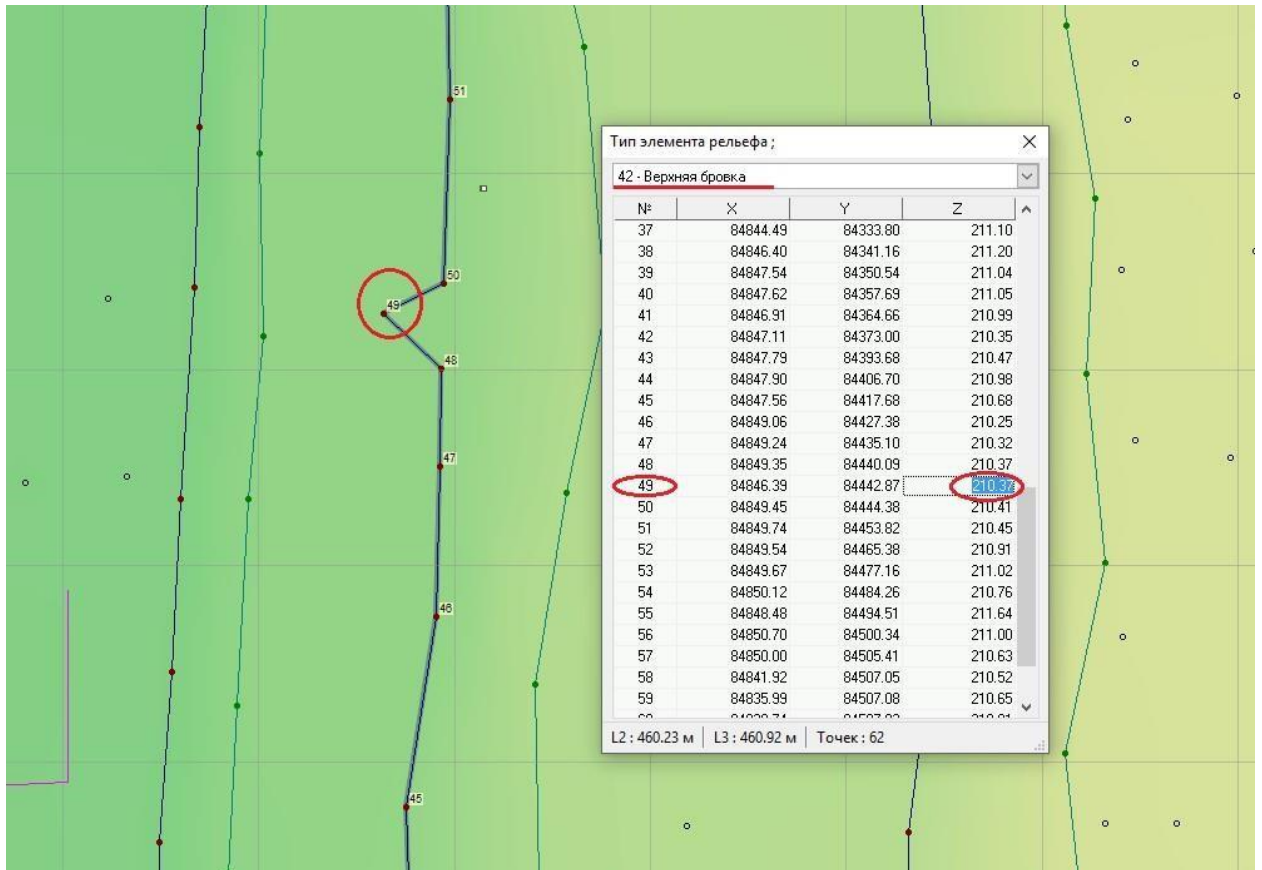 51
50
49
48
47
46
45
Тип элемента рельефа ;
42 - Верхняя бровка
№ X Y Z
37 84844.49 84333.80 211.10
38 84846.40 84341.16 211.20
39 84847.54 84350.54 211.04
40 84847.62 84357.69 211.05
41 84846.91 84364.66 210.99
42 84847.11 84373.00 210.35
43 84847.79 84393.68 210.47
44 84847.90 84406.70 210.98
45 84847.56 84417.68 210.68
46 84849.06 84427.38 210.25
47 84849.24 84435.10 210.32
48 84849.35 84440.09 210.37
49 84846.39 84442.87 210.37
50 84849.45 84444.38 210.41
51 84849.74 84453.82 210.45
52 84849.54 84465.38 210.91
53 84849.67 84477.16 211.02
54 84850.12 84484.26 210.76
55 84848.48 84494.51 211.64
56 84850.70 84500.34 211.00
57 84850.00 84505.41 210.63
58 84841.92 84507.05 210.52
59 84835.99 84507.08 210.65
L2 : 460.23 м L3 : 460.92 м Точек : 62